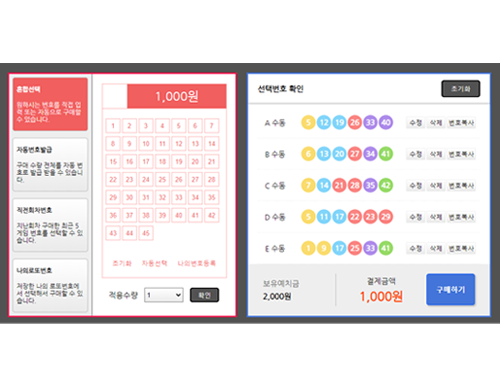 혼합선택
원하시는 번호를 직접 입
력 또는 자동으로 구매할
수 있습니다.
자동번호발급
구매 수량 전체를 자동 번
호로 발급 받을 수 있습니
다.
직전회차번호
지난회차 구매한 최근 5
게임 번호를 선택할 수 있
습니다.
나의로또번호
저장한 나의 로또번호에
서 선택해서 구매할 수 있
습니다.
1,000원
1 2 3 4 5 6 7
8 9 10 11 12 13 14
15 16 17 18 19 20 21
22 23 24 25 26 27 28
29 30 31 32 33 34 35
36 37 38 39 40 41 42
43 44 45
초기화 자동선택 나의번호등록
적용수량 1 확인
선택번호 확인 초기화
A 수동 5 12 19 26 33 40 수정 삭제 번호복사
B 수동 6 13 20 27 34 41 수정 삭제 번호복사
C 수동 7 14 21 28 35 42 수정 삭제 번호복사
D 수동 5 11 17 22 23 29 수정 삭제 번호복사
E 수동 1 9 17 25 33 41 수정 삭제 번호복사
보유예치금
2,000원
결제금액
1,000원
구매하기